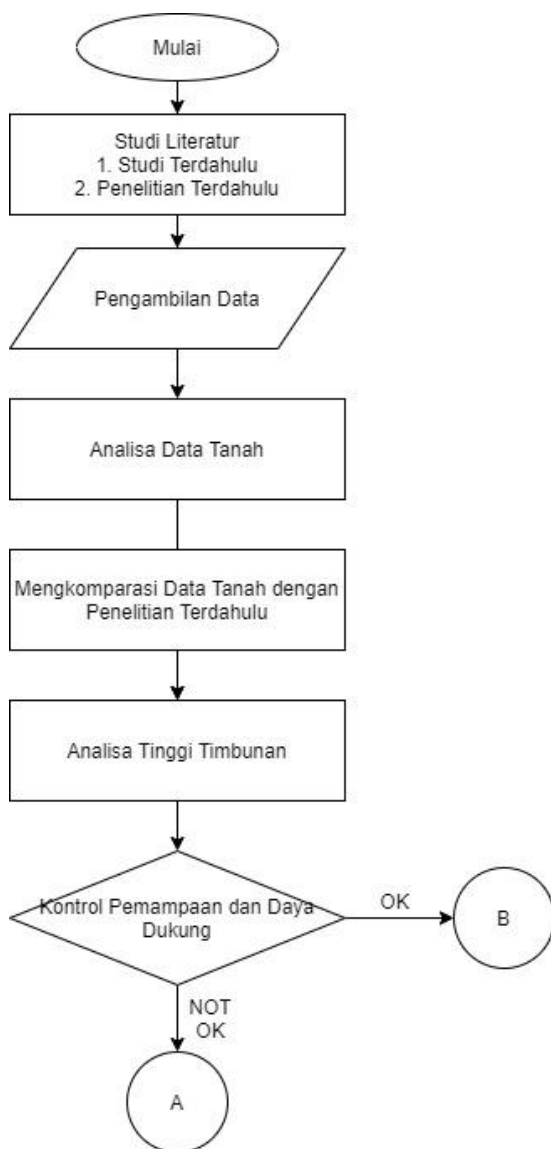 Mulai
Studi Literatur
1. Studi Terdahulu
2. Penelitian Terdahulu
Pengambilan Data
Analisa Data Tanah
Mengkomparasi Data Tanah dengan
Penelitian Terdahulu
Analisa Tinggi Timbunan
Kontrol Pemampaan dan Daya
Dukung
OK
B
NOT
OK
A